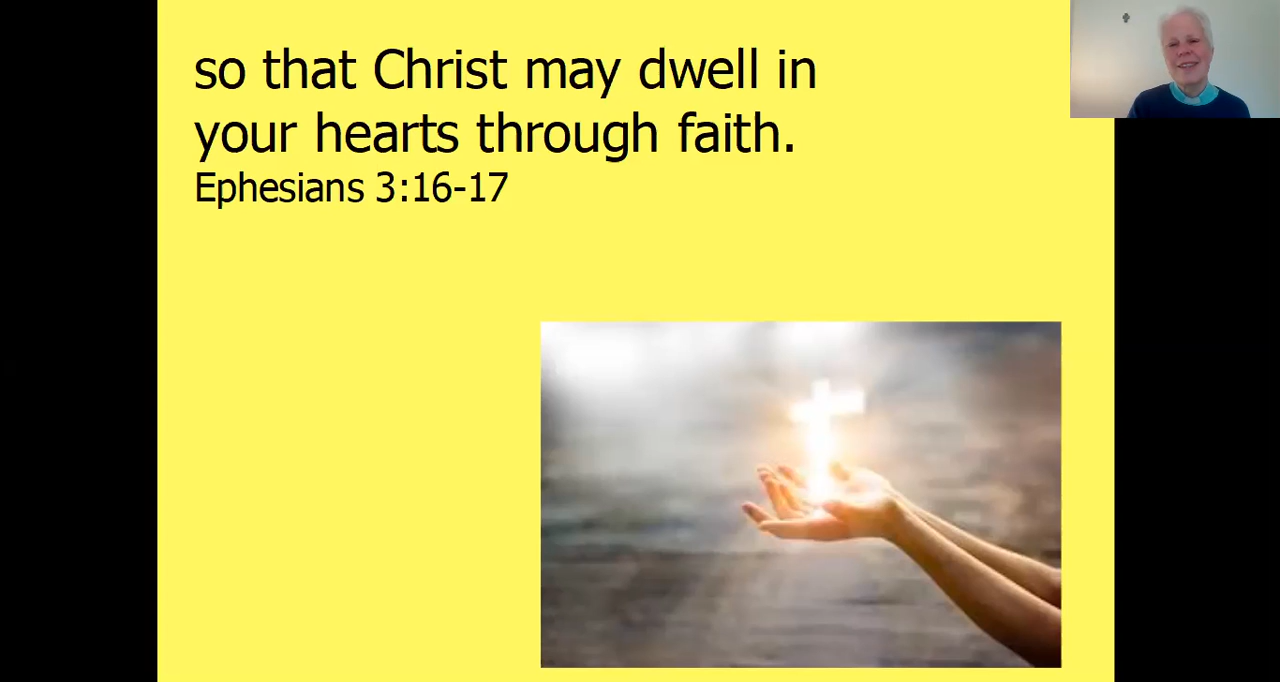 so that Christ may dwell in
your hearts through faith.
Ephesians 3:16-17